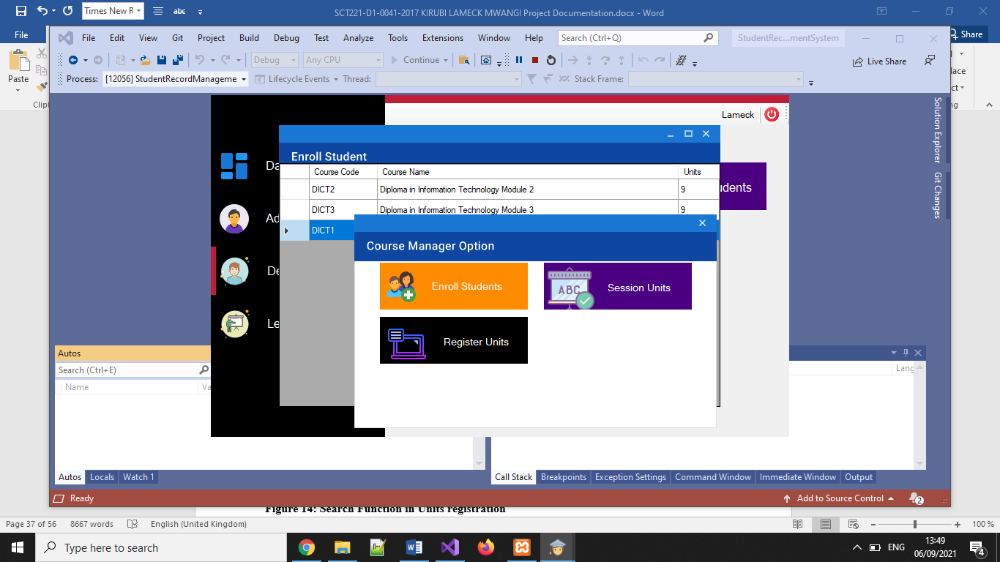 Times New R
abc
SCT221-D1-0041-2017 KIRUBI LAMECK MWANGI Project Documentation.docx - Word
File
Share
Paste
File Edit View Git Project Build Debug Test Analyze Tools Extensions Window Help Search (Ctrl+Q) StudentRec...mentSystem
Debug Any CPU Continue Live Share
Process: [12056] StudentRecordManageme Lifecycle Events Thread: Stack Frame:
Clipb
lace
ct
ng
Solution Explorer
Git Changes
Lameck
Da
Ad
De
Le
Enroll Student
Course Code Course Name Units
DICT2 Diploma in Infomation Technology Module 2 9
DICT3 Diploma in Infomation Technology Module 3 9
DICT1
udents
Course Manager Option
Enroll Students
ABC
Session Units
Register Units
Autos
Search (Ctrl+E)
Name Va
Lang
Autos Locals Watch 1
Call Stack Breakpoints Exception Settings Command Window Immediate Window Output
Ready
Add to Source Control 2
Figure 14: Search Function in Units registration
Page 37 of 56 8667 words English (United Kingdom) 100 %
Type here to search
ENG
13:49
06/09/2021
4